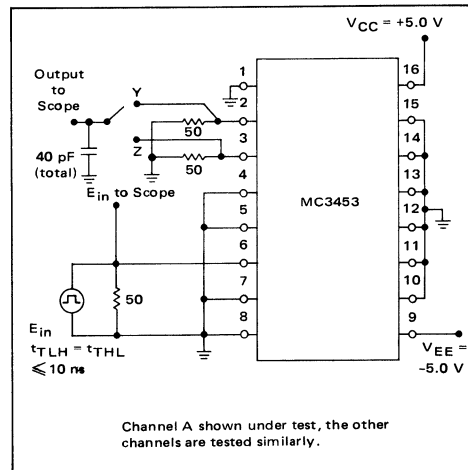 VCC = +5.0 V
Output
to
Scope
Y
Z
50
50
40 pF
(total)
Ein to Scope
50
Ein
tTLH = tTHL
≤ 10 ns
1
2
3
4
5
6
7
8
MC3453
16
15
14
13
12
11
10
9
VEE =
-5.0 V
Channel A shown under test, the other
channels are tested similarly.